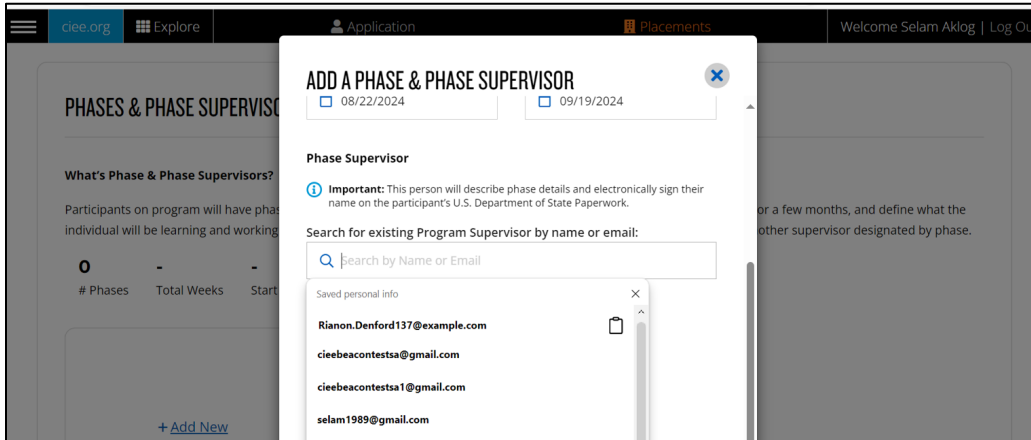 ciee.org
Explore
Application
Placements
Welcome Selam Aklog | Log Ou
ADD A PHASE & PHASE SUPERVISOR
08/22/2024
09/19/2024
PHASES & PHASE SUPERVISO
Phase Supervisor
What's Phase & Phase Supervisors?
Important: This person will describe phase details and electronically sign their
name on the participant's U.S. Department of State Paperwork.
Participants on program will have phas
or a few months, and define what the
individual will be learning and working
other supervisor designated by phase.
Search for existing Program Supervisor by name or email:
Search by Name or Email
0
-
-
# Phases
Total Weeks
Start
Saved personal info
Rianon.Denford137@example.com
cieebeacontestsa@gmail.com
cieebeacontestsa1@gmail.com
selam1989@gmail.com
+ Add New